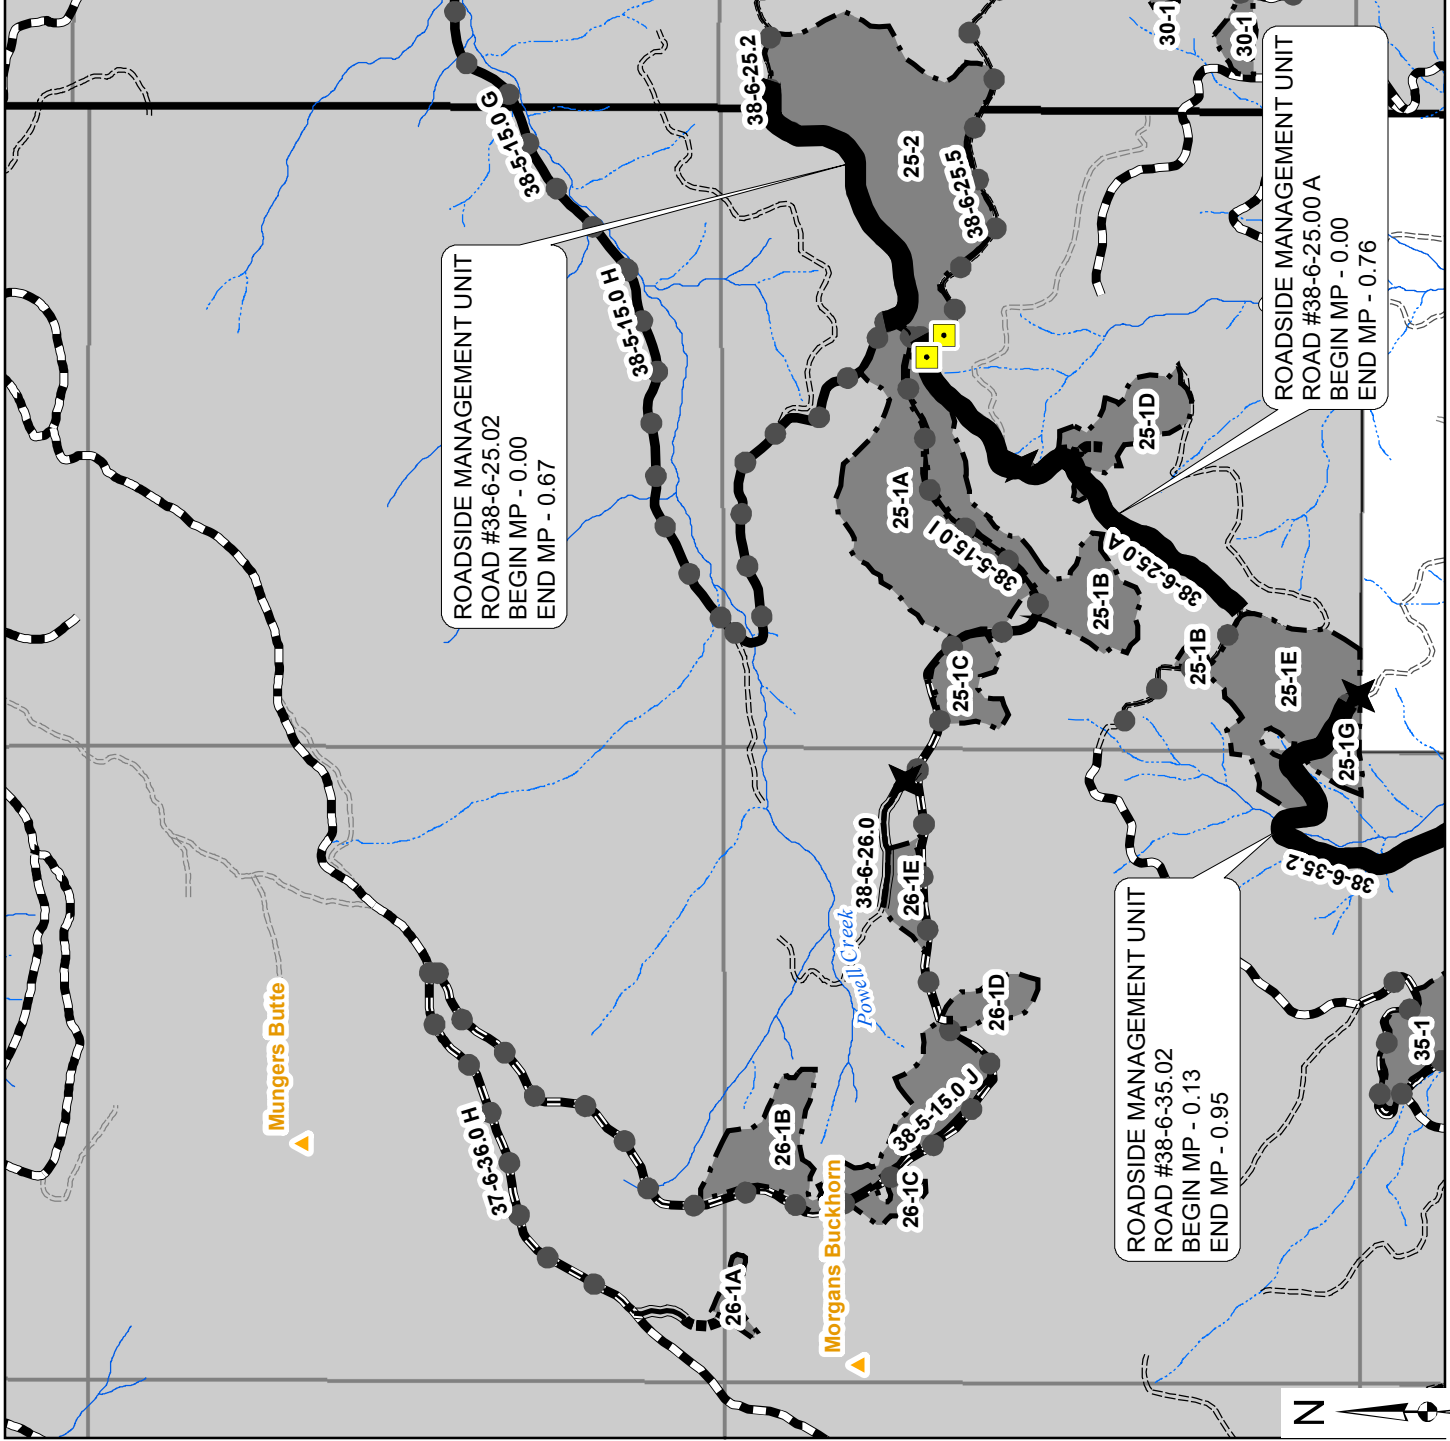 30-1
30-1
38-6-25.2
38-5-15.0 G
25-2
38-6-25.5
38-5-15.0 H
ROADSIDE MANAGEMENT UNIT
ROAD #38-6-25.02
BEGIN MP - 0.00
END MP - 0.67
ROADSIDE MANAGEMENT UNIT
ROAD #38-6-25.00 A
BEGIN MP - 0.00
END MP - 0.76
25-1D
25-1A
38-5-15.0 I
38-6-25.0 A
25-1B
25-1B
25-1C
25-1E
25-1G
38-6-35.2
38-6-26.0
26-1E
Powell Creek
ROADSIDE MANAGEMENT UNIT
ROAD #38-6-35.02
BEGIN MP - 0.13
END MP - 0.95
Mungers Butte
26-1D
35-1
38-5-15.0 J
26-1B
37-6-36.0 H
26-1C
Morgans Buckhorn
26-1A
N